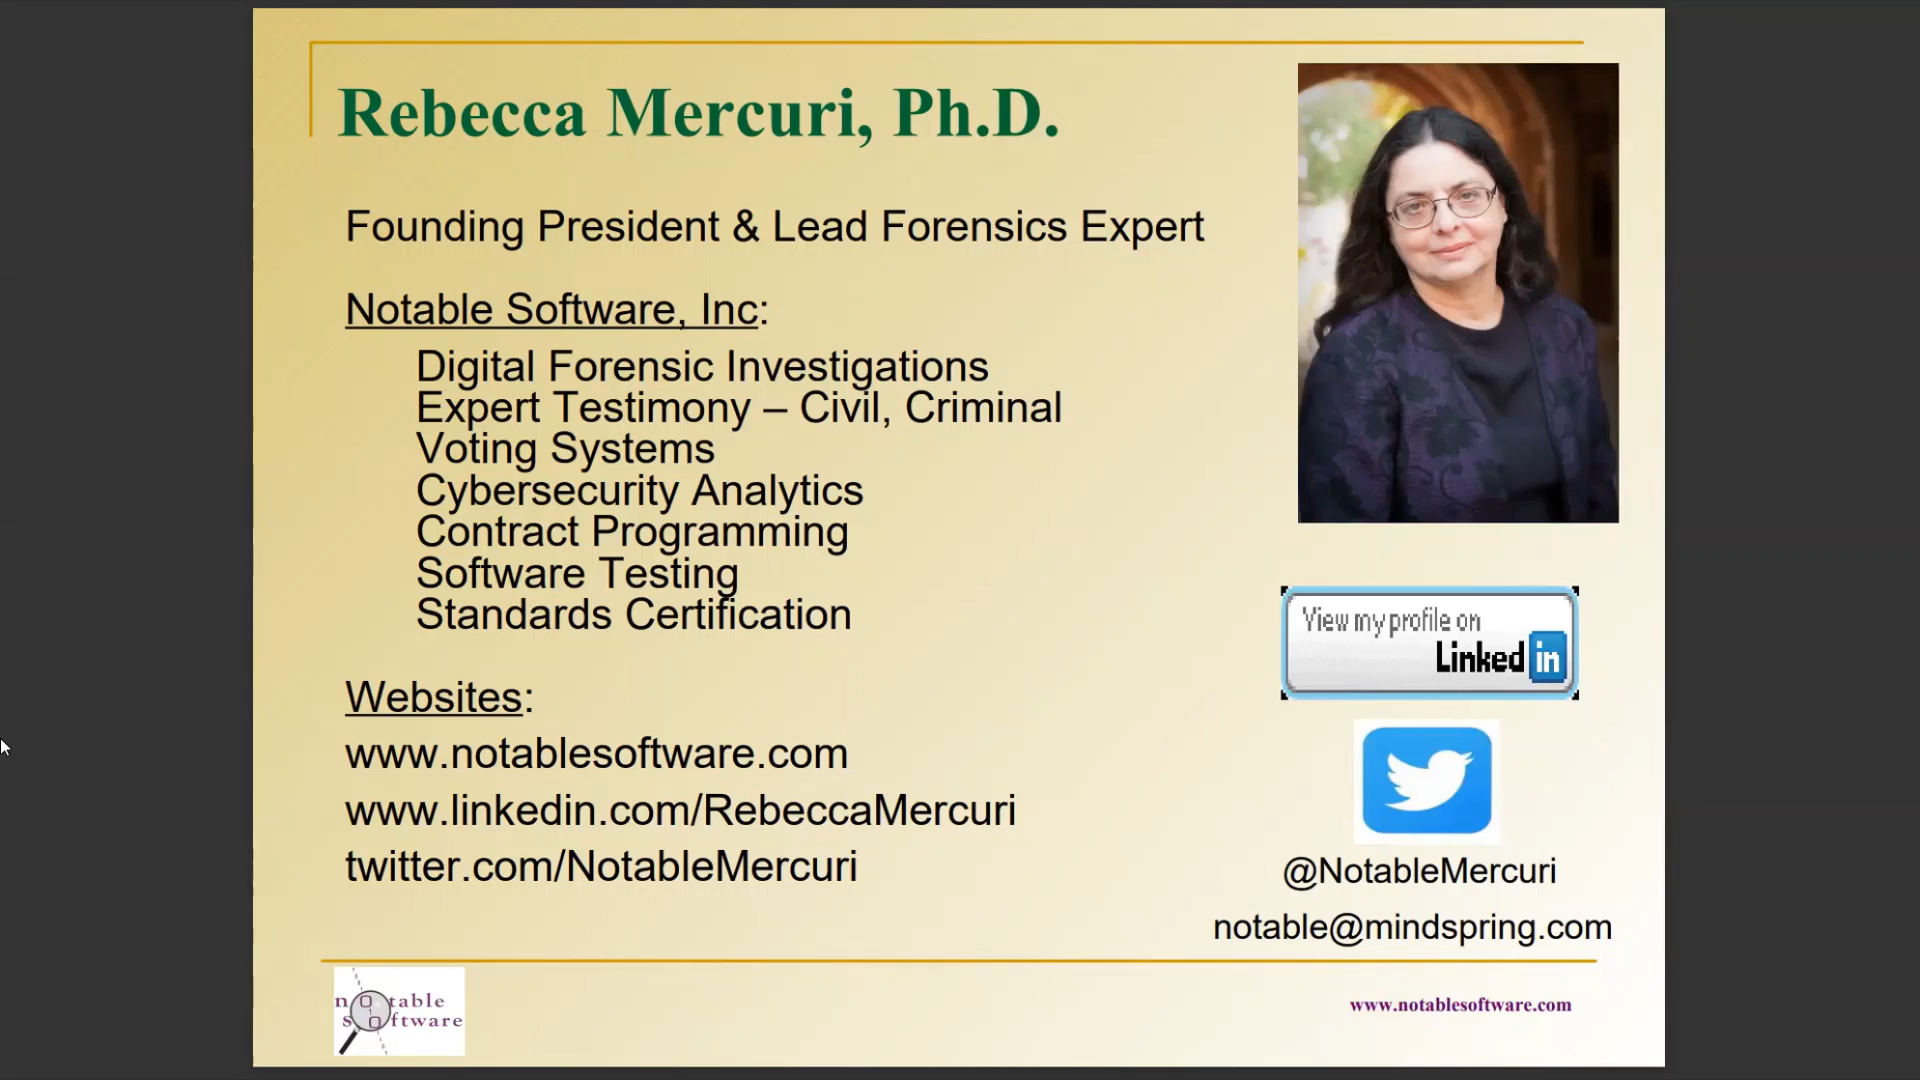 Rebecca Mercuri, Ph.D.
Founding President & Lead Forensics Expert
Notable Software, Inc:
Digital Forensic Investigations
Expert Testimony – Civil, Criminal
Voting Systems
Cybersecurity Analytics
Contract Programming
Software Testing
Standards Certification
Websites:
www.notablesoftware.com
www.linkedin.com/RebeccaMercuri
twitter.com/NotableMercuri
View my profile on
Linked in
@NotableMercuri
notable@mindspring.com
notable
software
www.notablesoftware.com